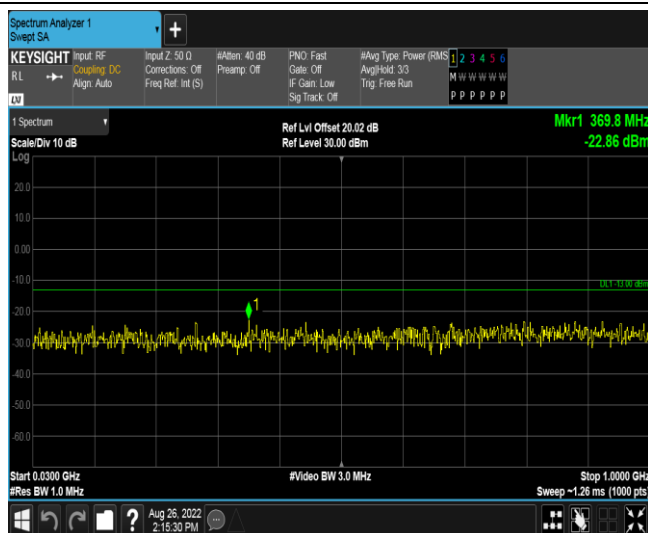 Spectrum Analyzer 1
Swept SA
+
KEYSIGHT
RL
LXI
Input: RF
Coupling: DC
Align: Auto
Input Z: 50 Ω
Corrections: Off
Freq Ref: Int (S)
#Atten: 40 dB
Preamp: Off
PNO: Fast
Gate: Off
IF Gain: Low
Sig Track: Off
#Avg Type: Power (RMS
Avg|Hold: 3/3
Trig: Free Run
1 2 3 4 5 6
M W W W W W
P P P P P P
1 Spectrum
Scale/Div 10 dB
Log
Ref Lvl Offset 20.02 dB
Ref Level 30.00 dBm
Mkr1 369.8 MHz
-22.86 dBm
20.0
10.0
0.00
-10.0
DL1 -13.00 dBm
1
-20.0
-30.0
-40.0
-50.0
-60.0
Start 0.0300 GHz
#Res BW 1.0 MHz
#Video BW 3.0 MHz
Stop 1.0000 GHz
Sweep ~1.26 ms (1000 pts)
?
Aug 26, 2022
2:15:30 PM